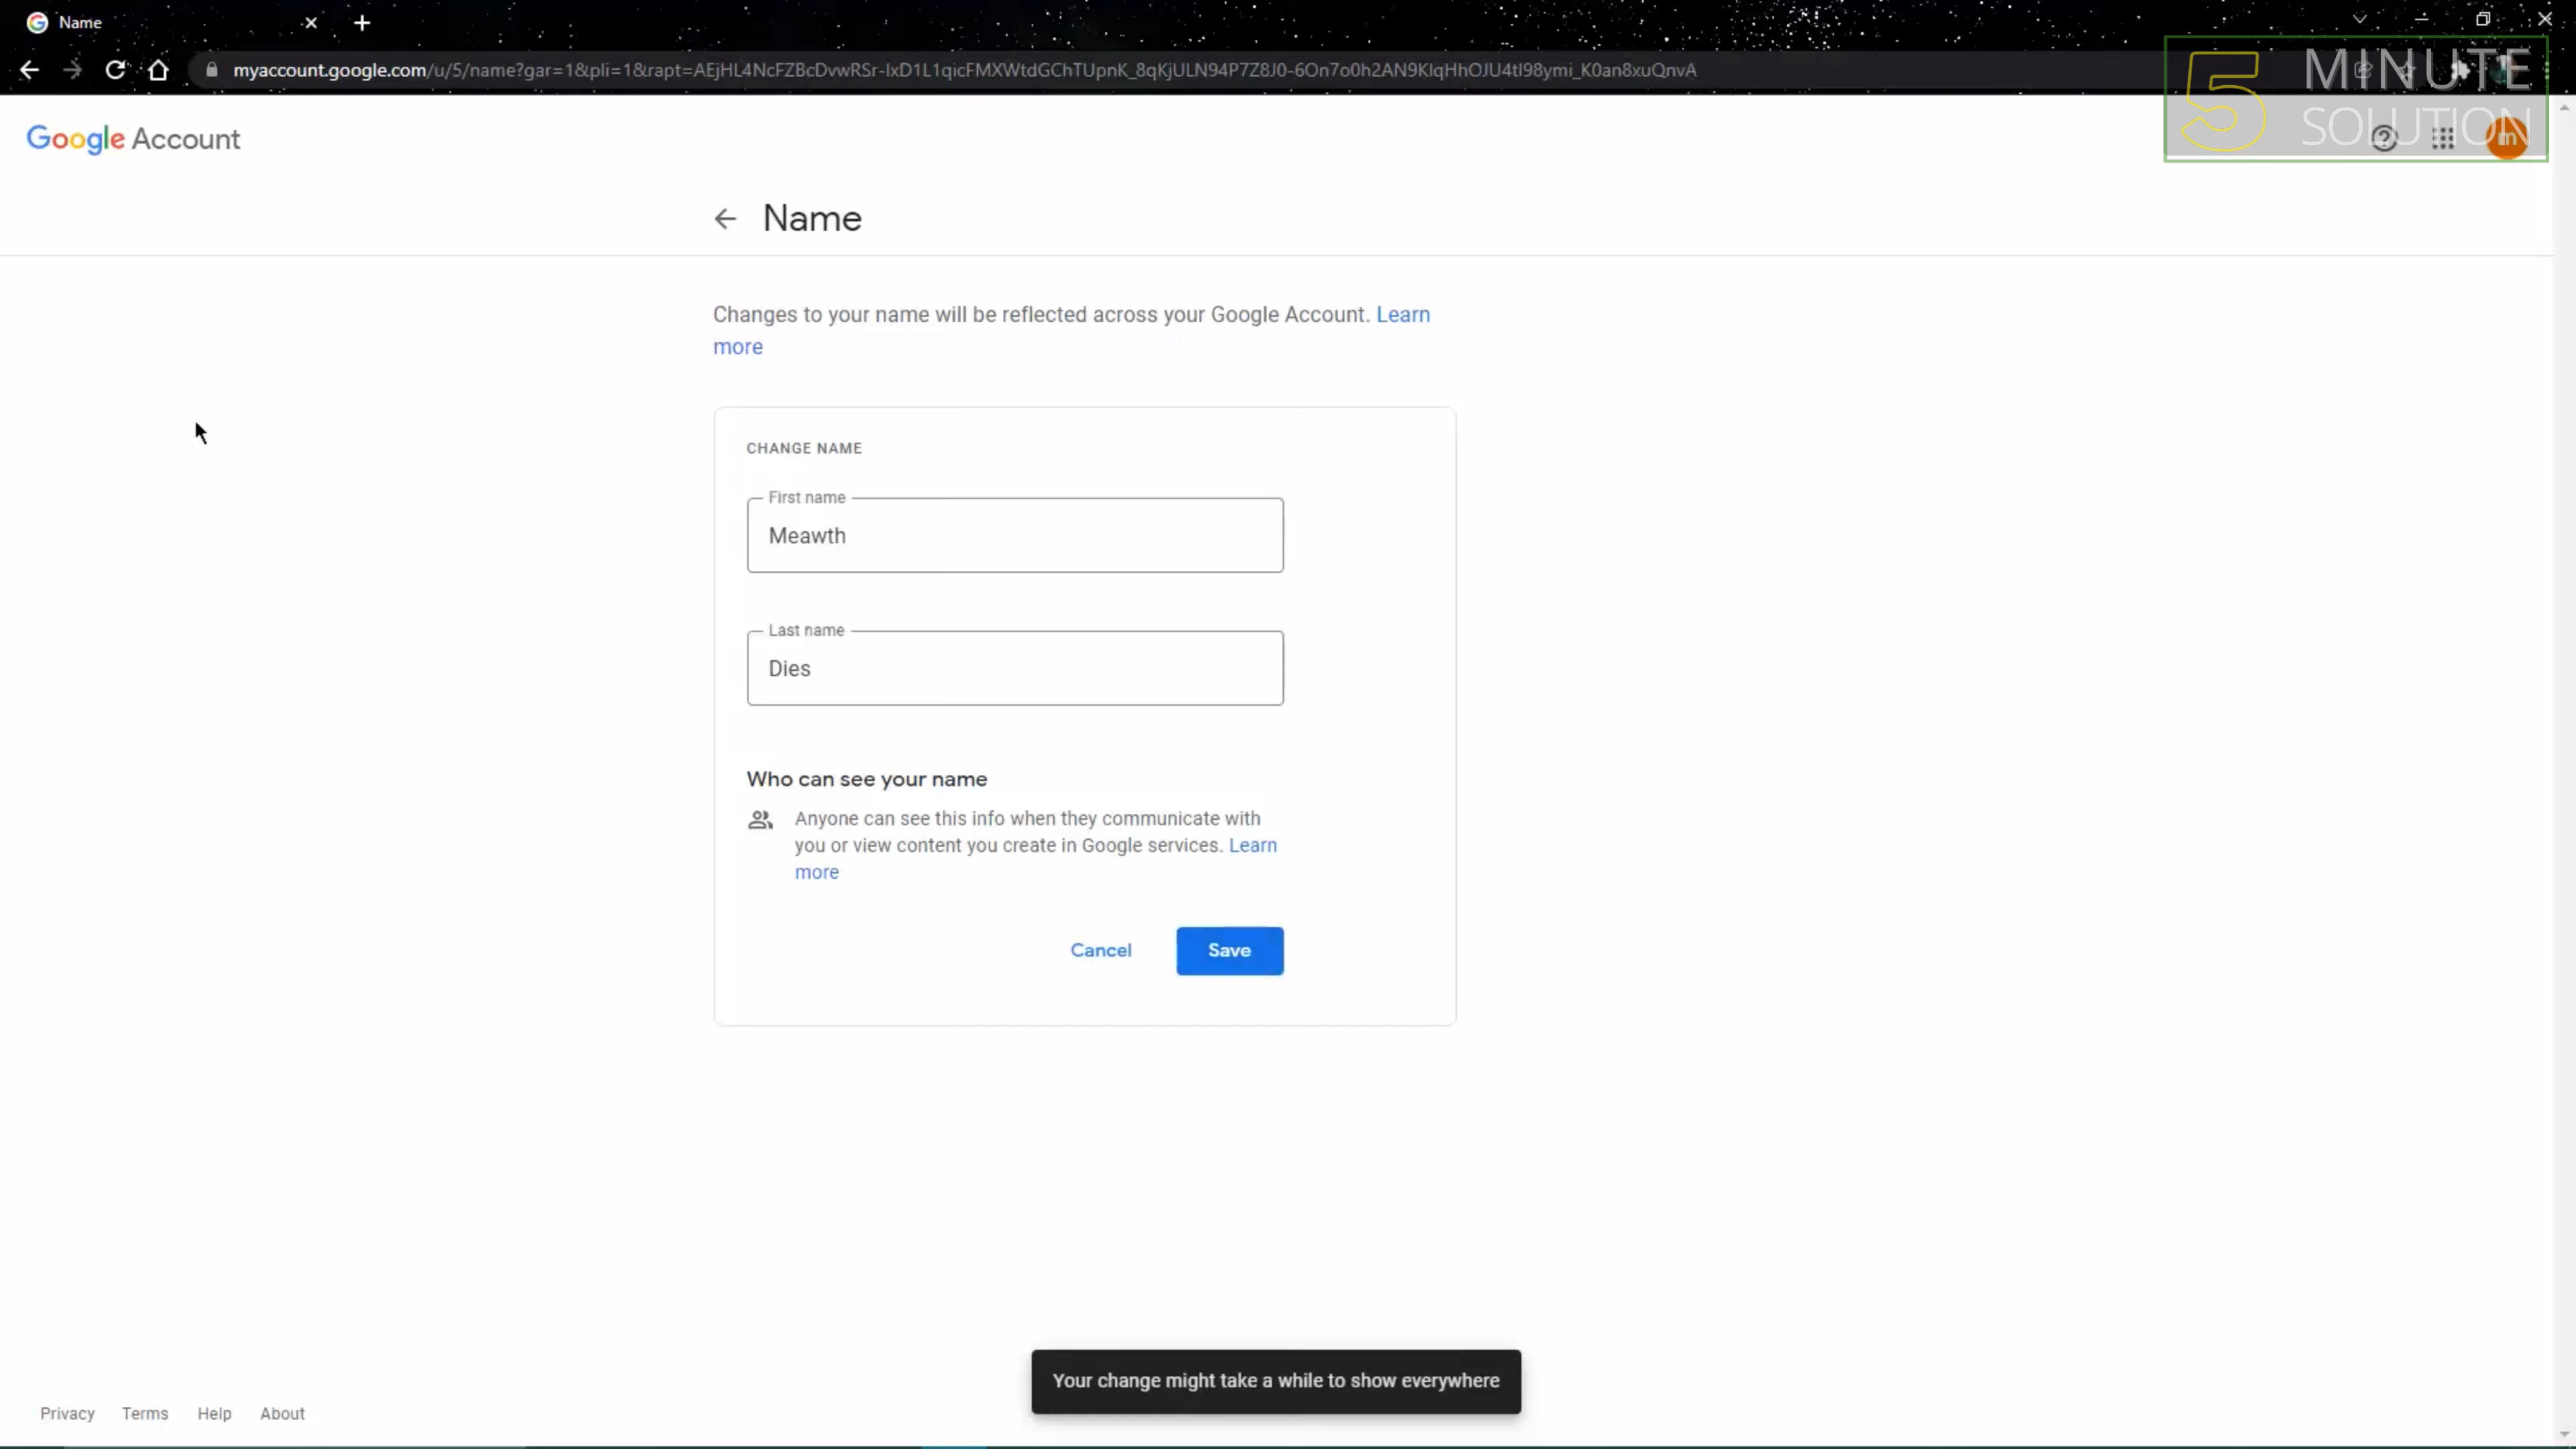 Name
myaccount.google.com/u/5/name?gar=1&pli=1&rapt=AEjHL4NcFZBcDvwRSr-IxD1L1qicFMXWtdGChTUpnK_8qKjULN94P7Z8J0-6On7o0h2AN9KIqHhOJU4tI98ymi_K0an8xuQnvA
5 MINUTE
SOLUTION
Google Account
m
Name
Changes to your name will be reflected across your Google Account. Learn
more
CHANGE NAME
First name
Meawth
Last name
Dies
Who can see your name
Anyone can see this info when they communicate with
you or view content you create in Google services. Learn
more
Cancel
Save
Your change might take a while to show everywhere
Privacy Terms Help About